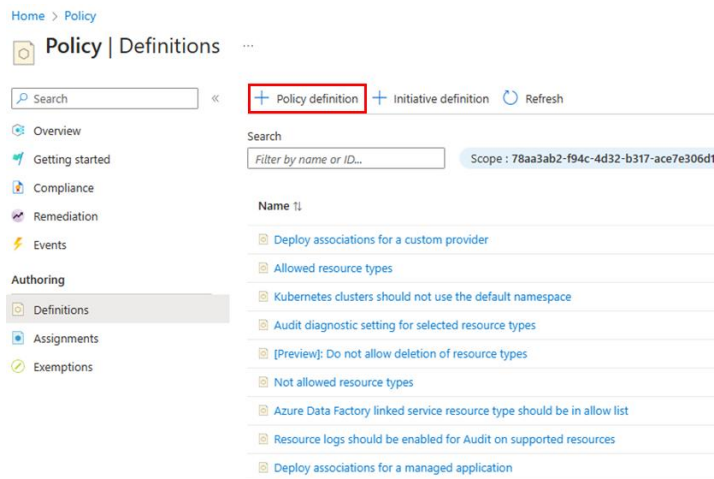 Home > Policy
Policy | Definitions ...
Search «
Overview
Getting started
Compliance
Remediation
Events
Authoring
Definitions
Assignments
Exemptions
+ Policy definition + Initiative definition Refresh
Search
Filter by name or ID...
Scope : 78aa3ab2-f94c-4d32-b317-ace7e306d1
Name ↑↓
Deploy associations for a custom provider
Allowed resource types
Kubernetes clusters should not use the default namespace
Audit diagnostic setting for selected resource types
[Preview]: Do not allow deletion of resource types
Not allowed resource types
Azure Data Factory linked service resource type should be in allow list
Resource logs should be enabled for Audit on supported resources
Deploy associations for a managed application